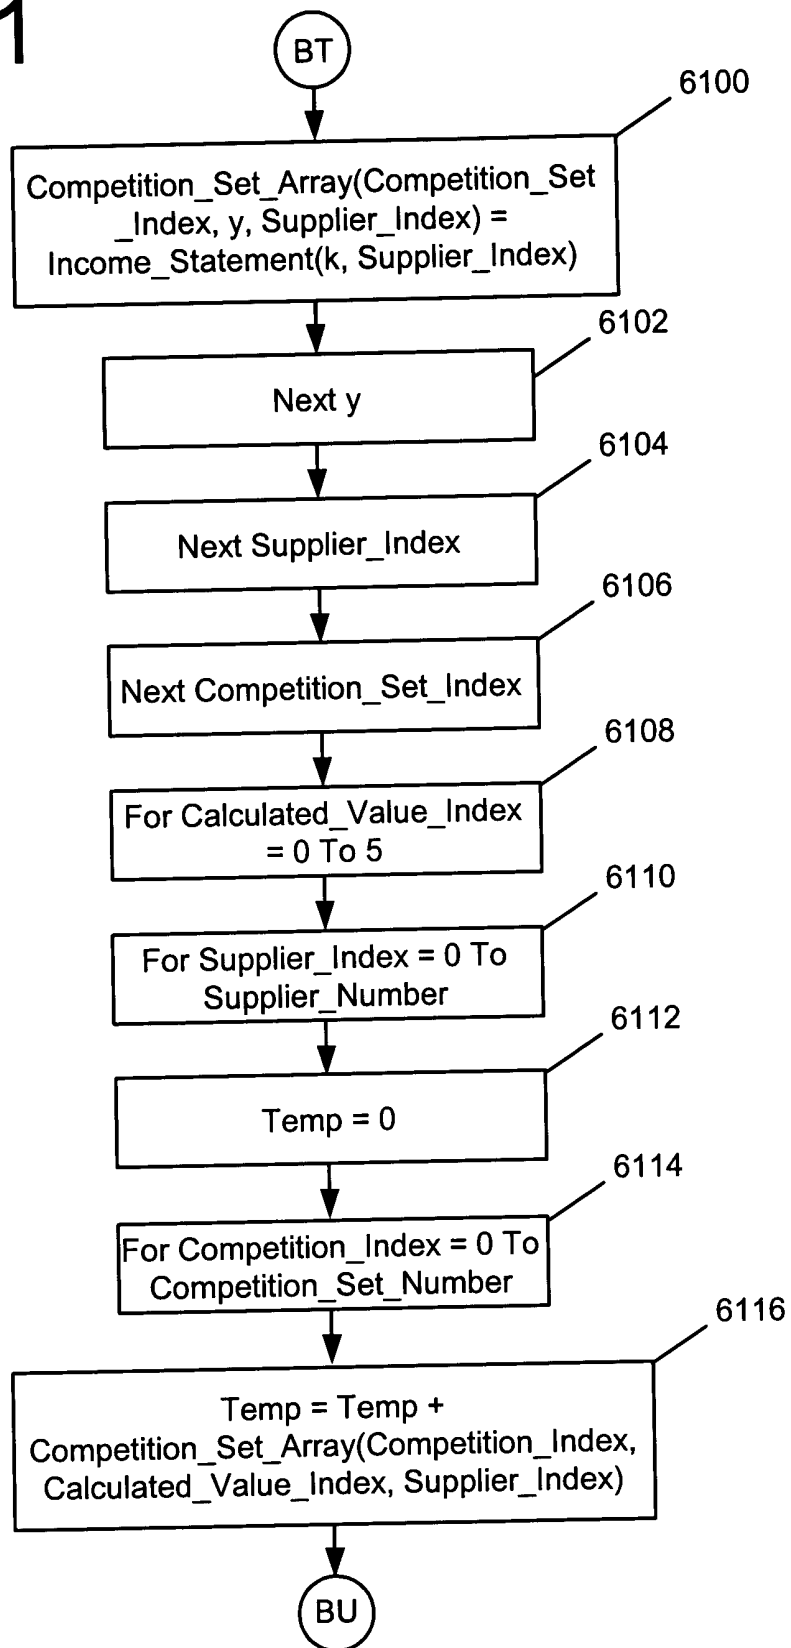 1
BT
6100
Competition_Set_Array(Competition_Set
_Index, y, Supplier_Index) =
Income_Statement(k, Supplier_Index)
6102
Next y
6104
Next Supplier_Index
6106
Next Competition_Set_Index
6108
For Calculated_Value_Index
= 0 To 5
6110
For Supplier_Index = 0 To
Supplier_Number
6112
Temp = 0
6114
For Competition_Index = 0 To
Competition_Set_Number
6116
Temp = Temp +
Competition_Set_Array(Competition_Index,
Calculated_Value_Index, Supplier_Index)
BU